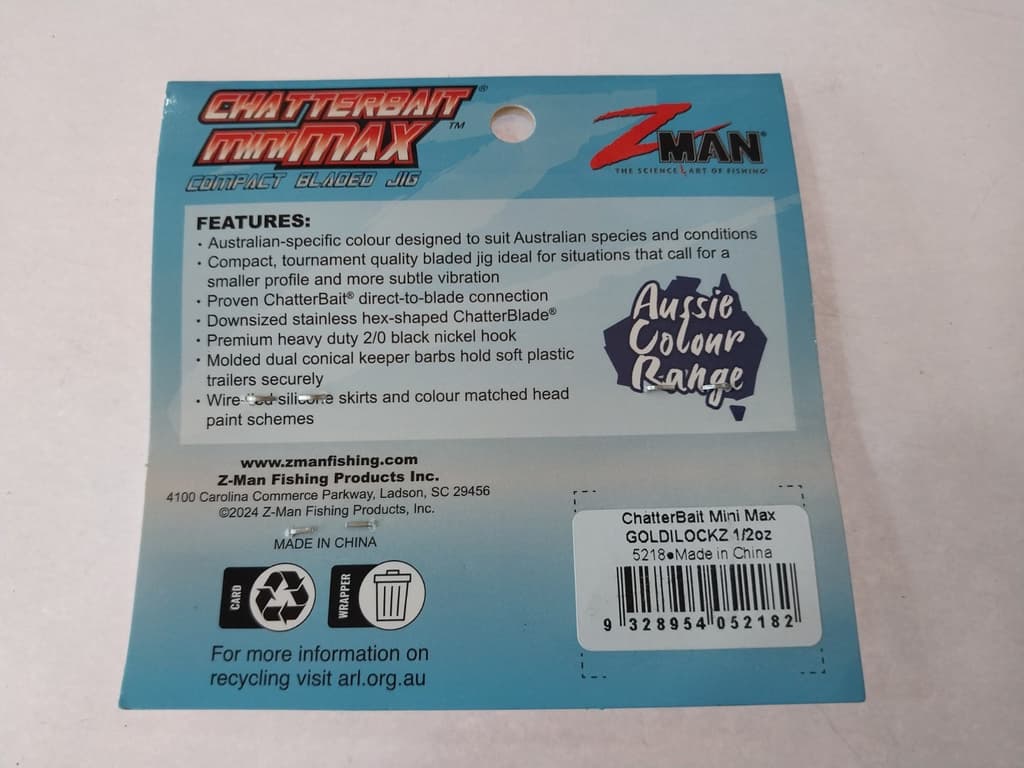 CHATTERBAIT®
miniMAX™
COMPACT BLADED JIG
ZMAN®
THE SCIENCE & ART OF FISHING®
FEATURES:
· Australian-specific colour designed to suit Australian species and conditions
· Compact, tournament quality bladed jig ideal for situations that call for a
smaller profile and more subtle vibration
· Proven ChatterBait® direct-to-blade connection
· Downsized stainless hex-shaped ChatterBlade®
· Premium heavy duty 2/0 black nickel hook
· Molded dual conical keeper barbs hold soft plastic
trailers securely
· Wire-tied silicone skirts and colour matched head
paint schemes
Aussie
Colour
Range
www.zmanfishing.com
Z-Man Fishing Products Inc.
4100 Carolina Commerce Parkway, Ladson, SC 29456
©2024 Z-Man Fishing Products, Inc.
MADE IN CHINA
CARD
WRAPPER
For more information on
recycling visit arl.org.au
ChatterBait Mini Max
GOLDILOCKZ 1/2oz
5218●Made in China
9 328954 052182